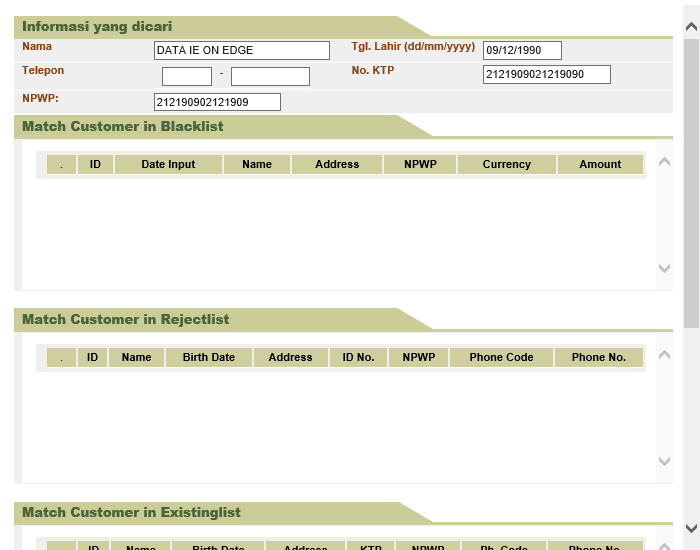 Informasi yang dicari
Nama DATA IE ON EDGE Tgl. Lahir (dd/mm/yyyy) 09/12/1990
Telepon - No. KTP 2121909021219090
NPWP: 212190902121909
Match Customer in Blacklist
. ID Date Input Name Address NPWP Currency Amount
Match Customer in Rejectlist
. ID Name Birth Date Address ID No. NPWP Phone Code Phone No.
Match Customer in Existinglist
ID Name Birth Date Address KTP NPWP Ph. Code Phone No.